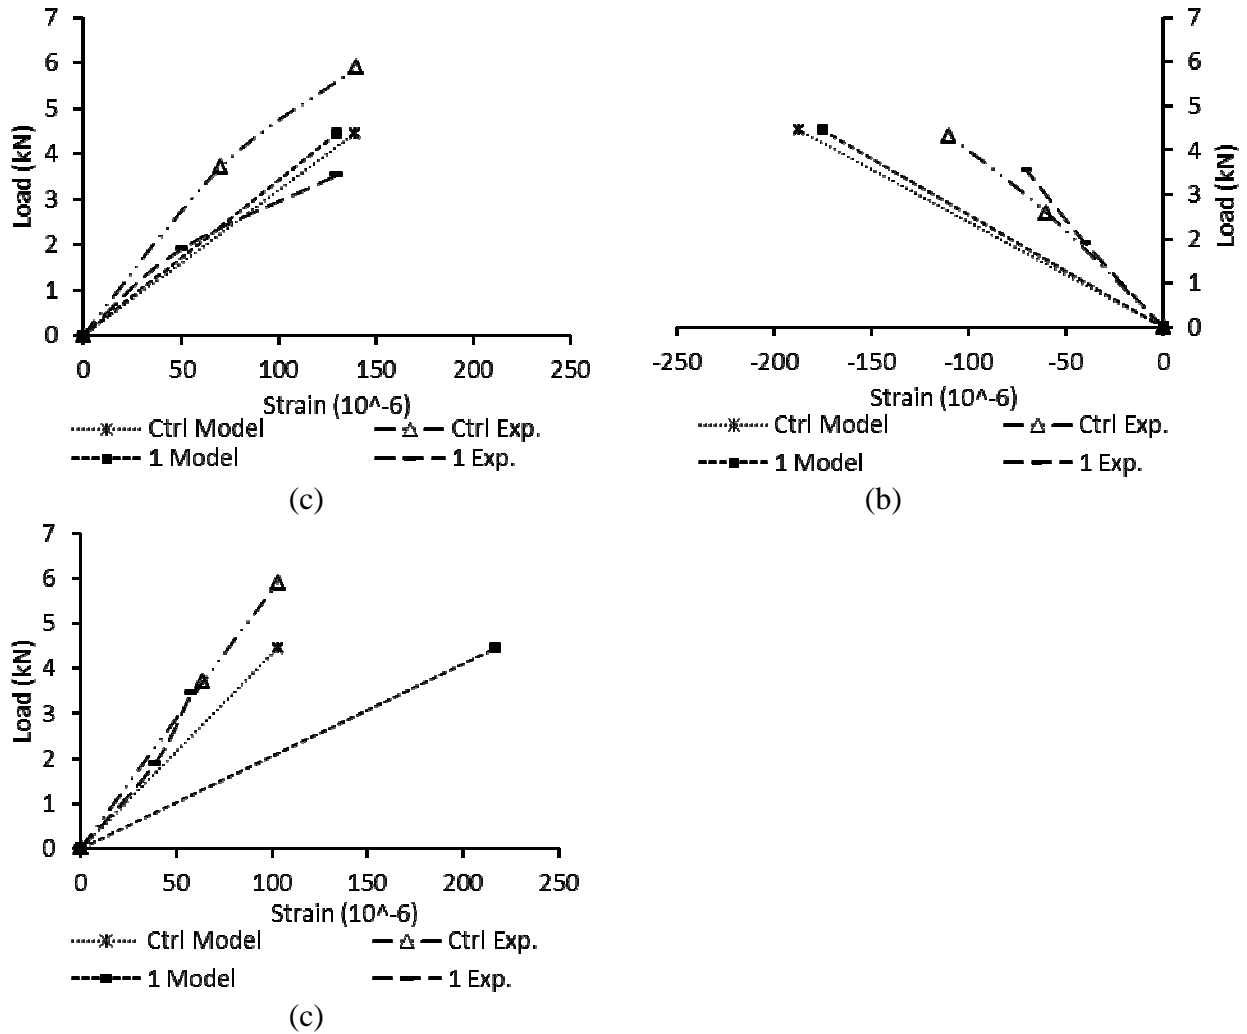 7
6
5
4
3
2
1
0
Load (kN)
0 50 100 150 200 250
Strain (10^-6)
Ctrl Model Ctrl Exp.
1 Model 1 Exp.
(c)
7
6
5
4
3
2
1
0
Load (kN)
-250 -200 -150 -100 -50 0
Strain (10^-6)
Ctrl Model Ctrl Exp.
1 Model 1 Exp.
(b)
7
6
5
4
3
2
1
0
Load (kN)
0 50 100 150 200 250
Strain (10^-6)
Ctrl Model Ctrl Exp.
1 Model 1 Exp.
(c)